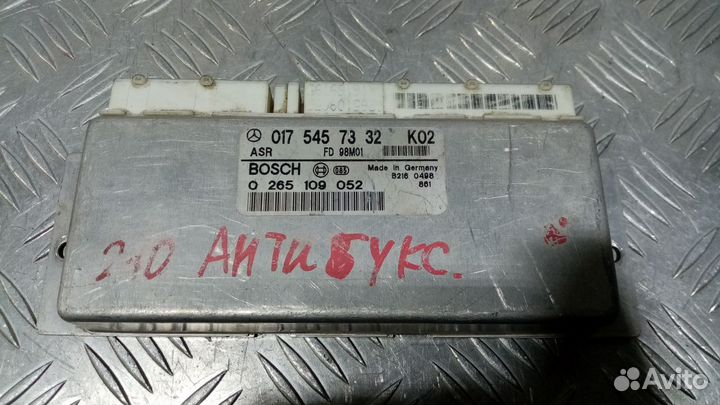 017 545 73 32 K02
ASR FD 98M01
BOSCH 085 Made in Germany
0 265 109 052 B216 0498
861
210 АНТИБУКС.
Avito